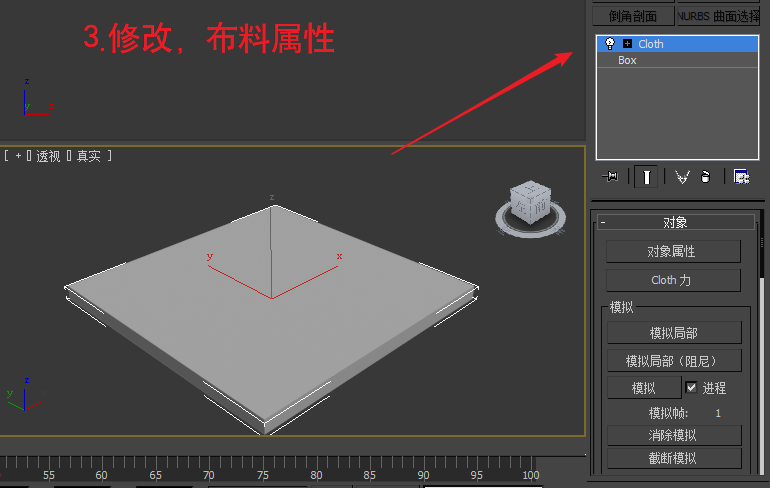 3.修改，布料属性
倒角剖面
NURBS 曲面选择
Cloth
Box
z
y
x
[ + [] 透视 [] 真实 ]
z
y
x
前
z
y
- 对象
对象属性
Cloth 力
模拟
模拟局部
模拟局部（阻尼）
模拟 进程
模拟帧: 1
消除模拟
截断模拟
55 60 65 70 75 80 85 90 95 100